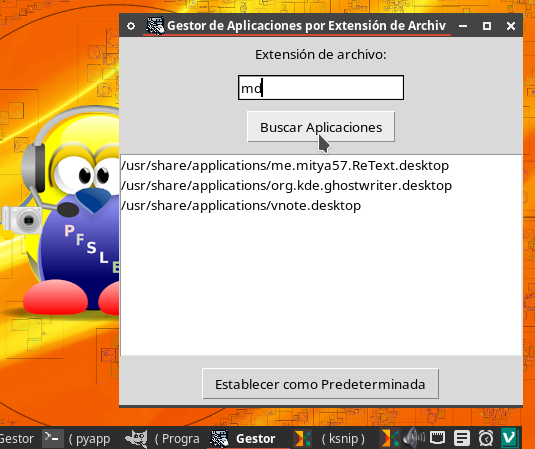 Gestor de Aplicaciones por Extensión de Archiv
Extensión de archivo:
md
Buscar Aplicaciones
/usr/share/applications/me.mitya57.ReText.desktop
/usr/share/applications/org.kde.ghostwriter.desktop
/usr/share/applications/vnote.desktop
PFSLE
Establecer como Predeterminada
Gestor
( pyapp
( Progra
Gestor
( ksnip )